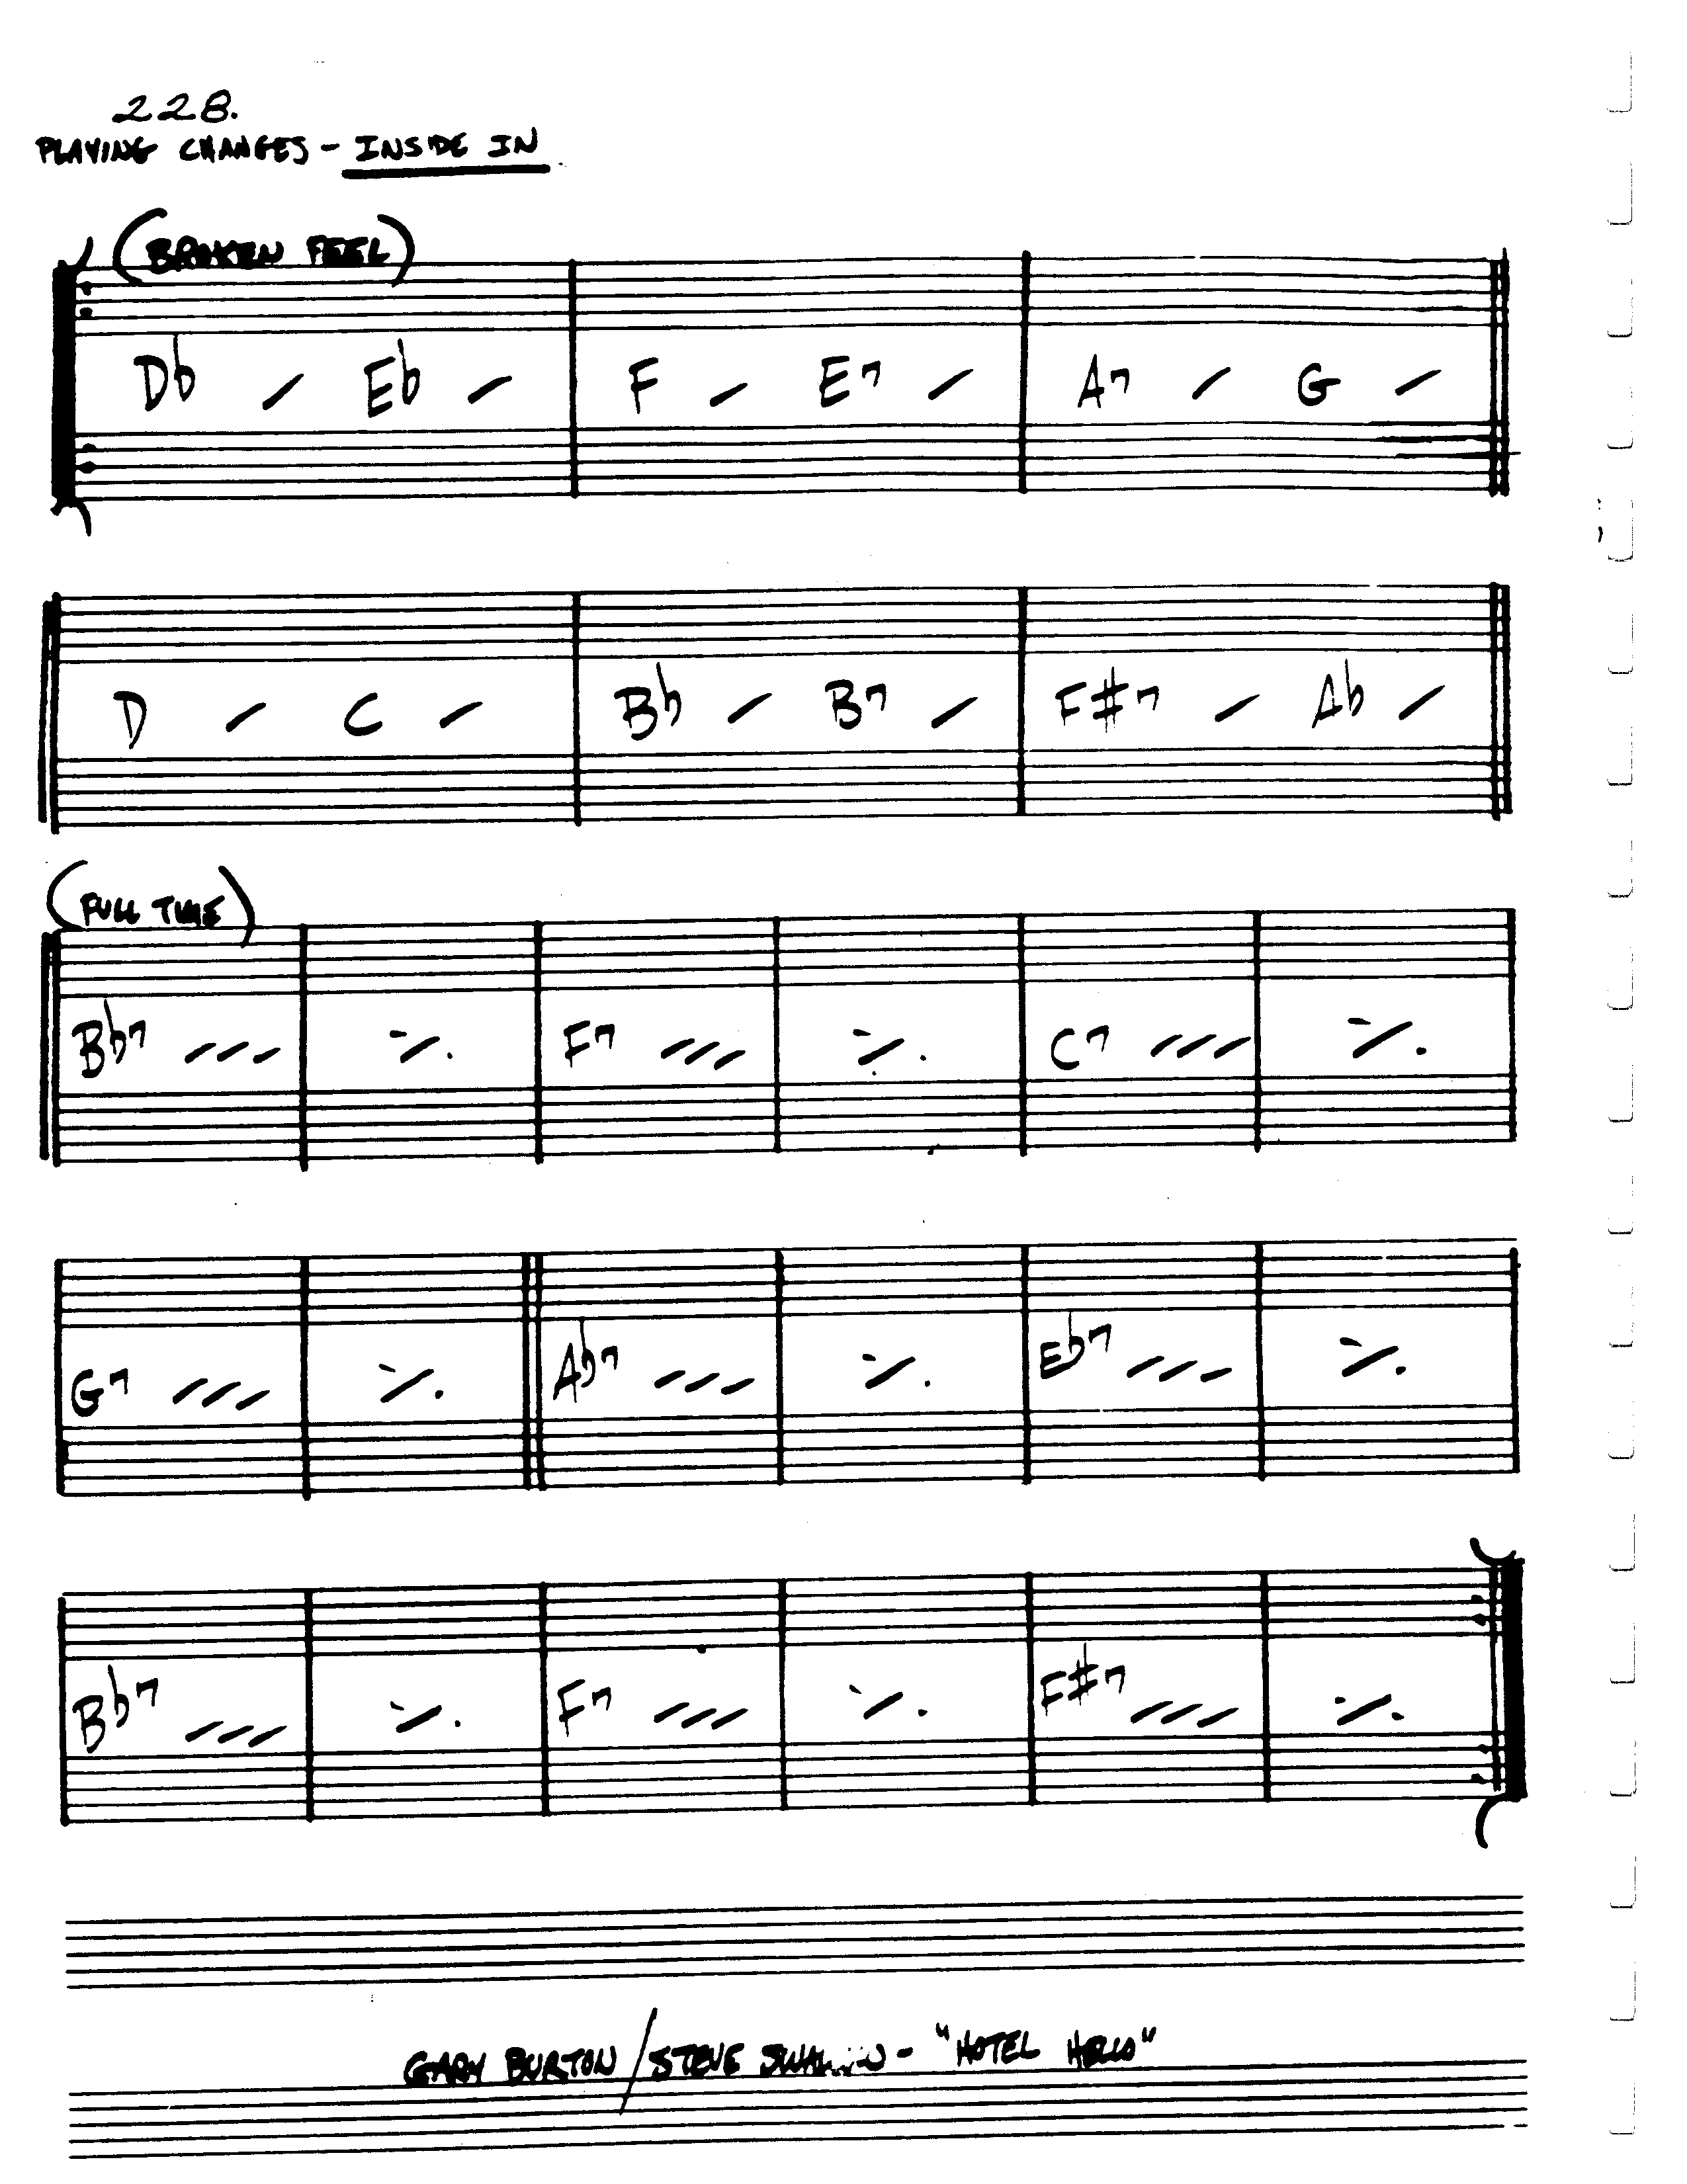 228.
PLAYING CHANGES - INSIDE IN
(BROKEN FEEL)
Db / Eb / F / E7 / A7 / G /
D / C / Bb / B7 / F#7 / Ab /
(FULL TIME)
Bb7 /// ٪ F7 /// ٪ C7 /// ٪
G7 /// ٪ Ab7 /// ٪ Eb7 /// ٪
Bb7 /// ٪ F7 /// ٪ F#7 /// ٪
GARY BURTON / STEVE - "HOTEL HELLO"